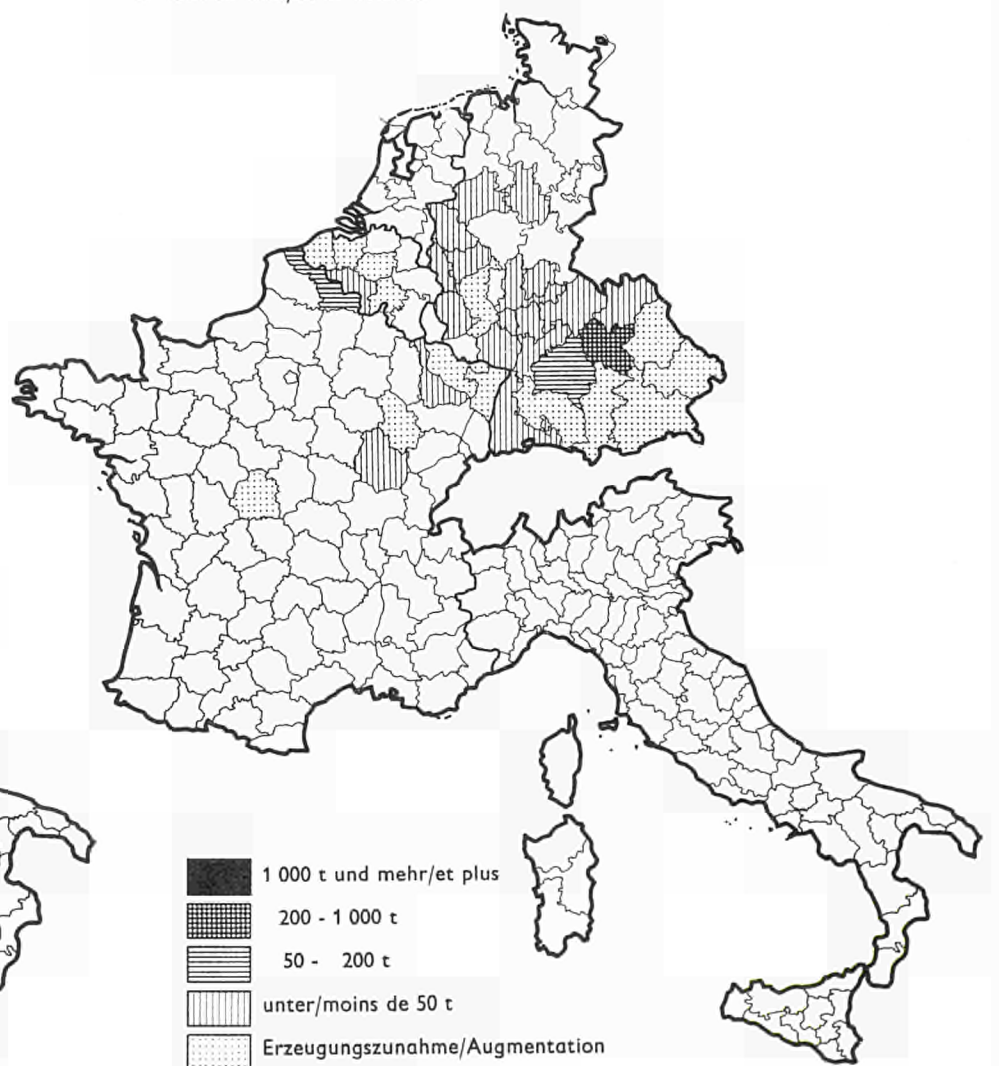 1 000 t und mehr/et plus
200 - 1 000 t
50 - 200 t
unter/moins de 50 t
Erzeugungszunahme/Augmentation